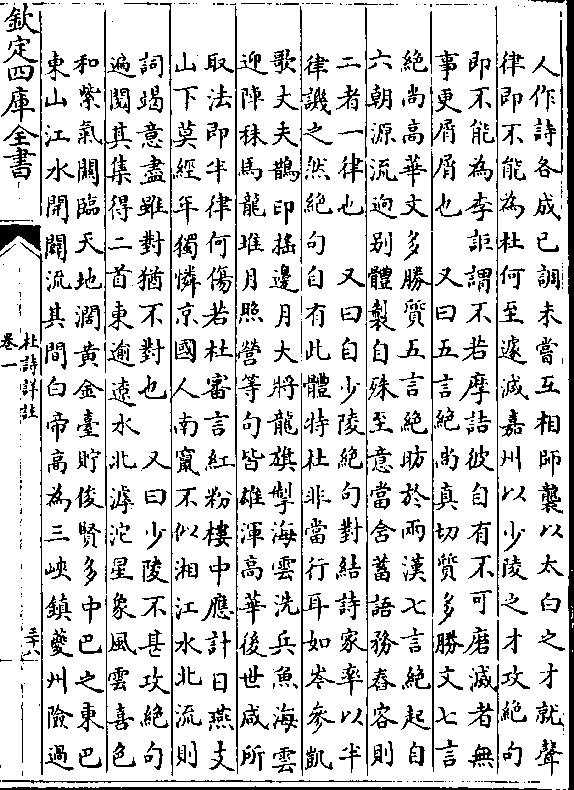 人作詩各成已調未嘗互相師襲以太白之才就聲
律即不能為杜何至遽減嘉州以少陵之才攻絕句
即不能為李詎謂不若摩詰彼自有不可磨滅者無
事更屑屑也　又曰五言絕尚真切質多勝文七言
絕尚高華文多勝質五言絕昉於兩漢七言絕起自
六朝源流逈別體製自殊至意當含蓄語務舂容則
二者一律也　又曰自少陵絕句對結詩家率以半
律譏之然絕句自有此體特杜非當行耳如岑參凱
歌丈夫鵲印搖邊月大將龍旗掣海雲洗兵魚海雲
迎陣秣馬龍堆月照營等句皆雄渾高華後世咸所
取法即半律何傷若杜審言紅粉樓中應計日燕支
山下莫經年獨憐京國人南竄不似湘江水北流則
詞竭意盡雖對猶不對也　又曰少陵不甚攻絕句
遍閱其集得二首東逾遼水北滹沱星象風雲喜色
和紫氣關臨天地濶黄金臺貯俊賢多中巴之東巴
東山江水開闢流其間白帝高為三峽鎮夔州險過
欽定四庫全書
卷一
杜詩詳註
三十八